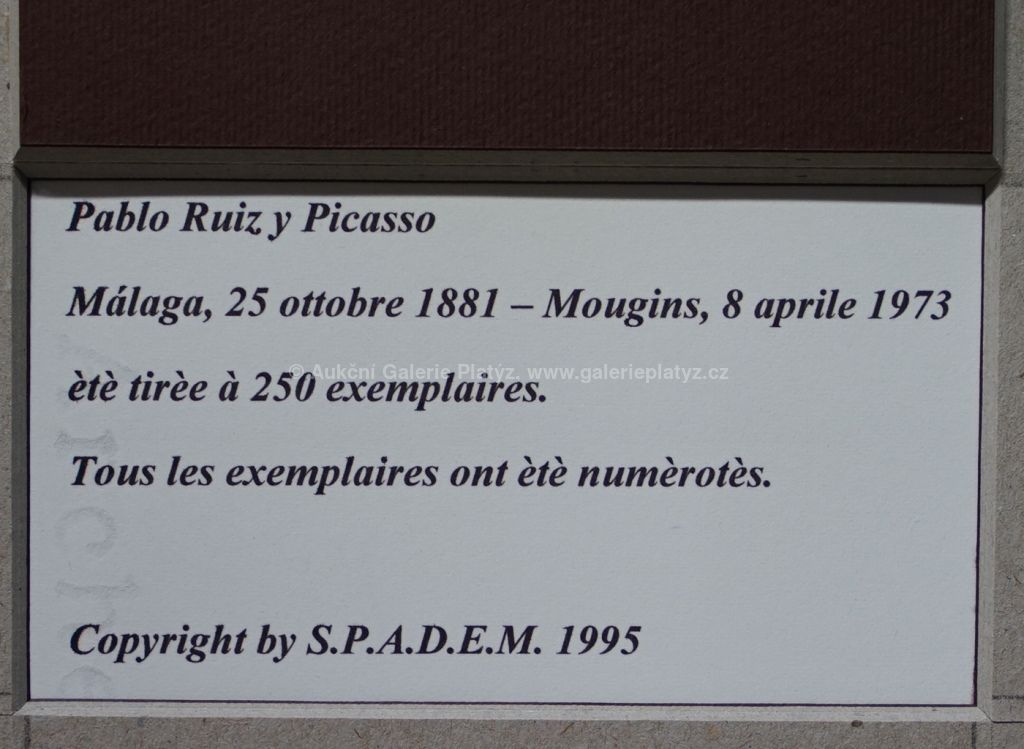 Pablo Ruiz y Picasso
Málaga, 25 ottobre 1881 – Mougins, 8 aprile 1973
© Aukční Galerie Platýz, www.galerieplatyz.cz
ètè tirèe à 250 exemplaires.
Tous les exemplaires ont ètè numèrotès.
Copyright by S.P.A.D.E.M. 1995